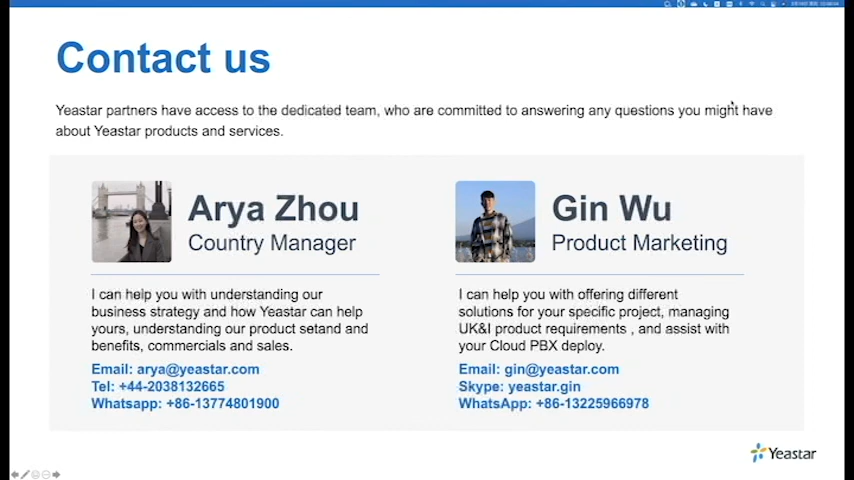 Contact us
Yeastar partners have access to the dedicated team, who are committed to answering any questions you might have
about Yeastar products and services.
Arya Zhou
Country Manager
I can help you with understanding our
business strategy and how Yeastar can help
yours, understanding our product setand and
benefits, commercials and sales.
Email: arya@yeastar.com
Tel: +44-2038132665
Whatsapp: +86-13774801900
Gin Wu
Product Marketing
I can help you with offering different
solutions for your specific project, managing
UK&I product requirements , and assist with
your Cloud PBX deploy.
Email: gin@yeastar.com
Skype: yeastar.gin
WhatsApp: +86-13225966978
Yeastar